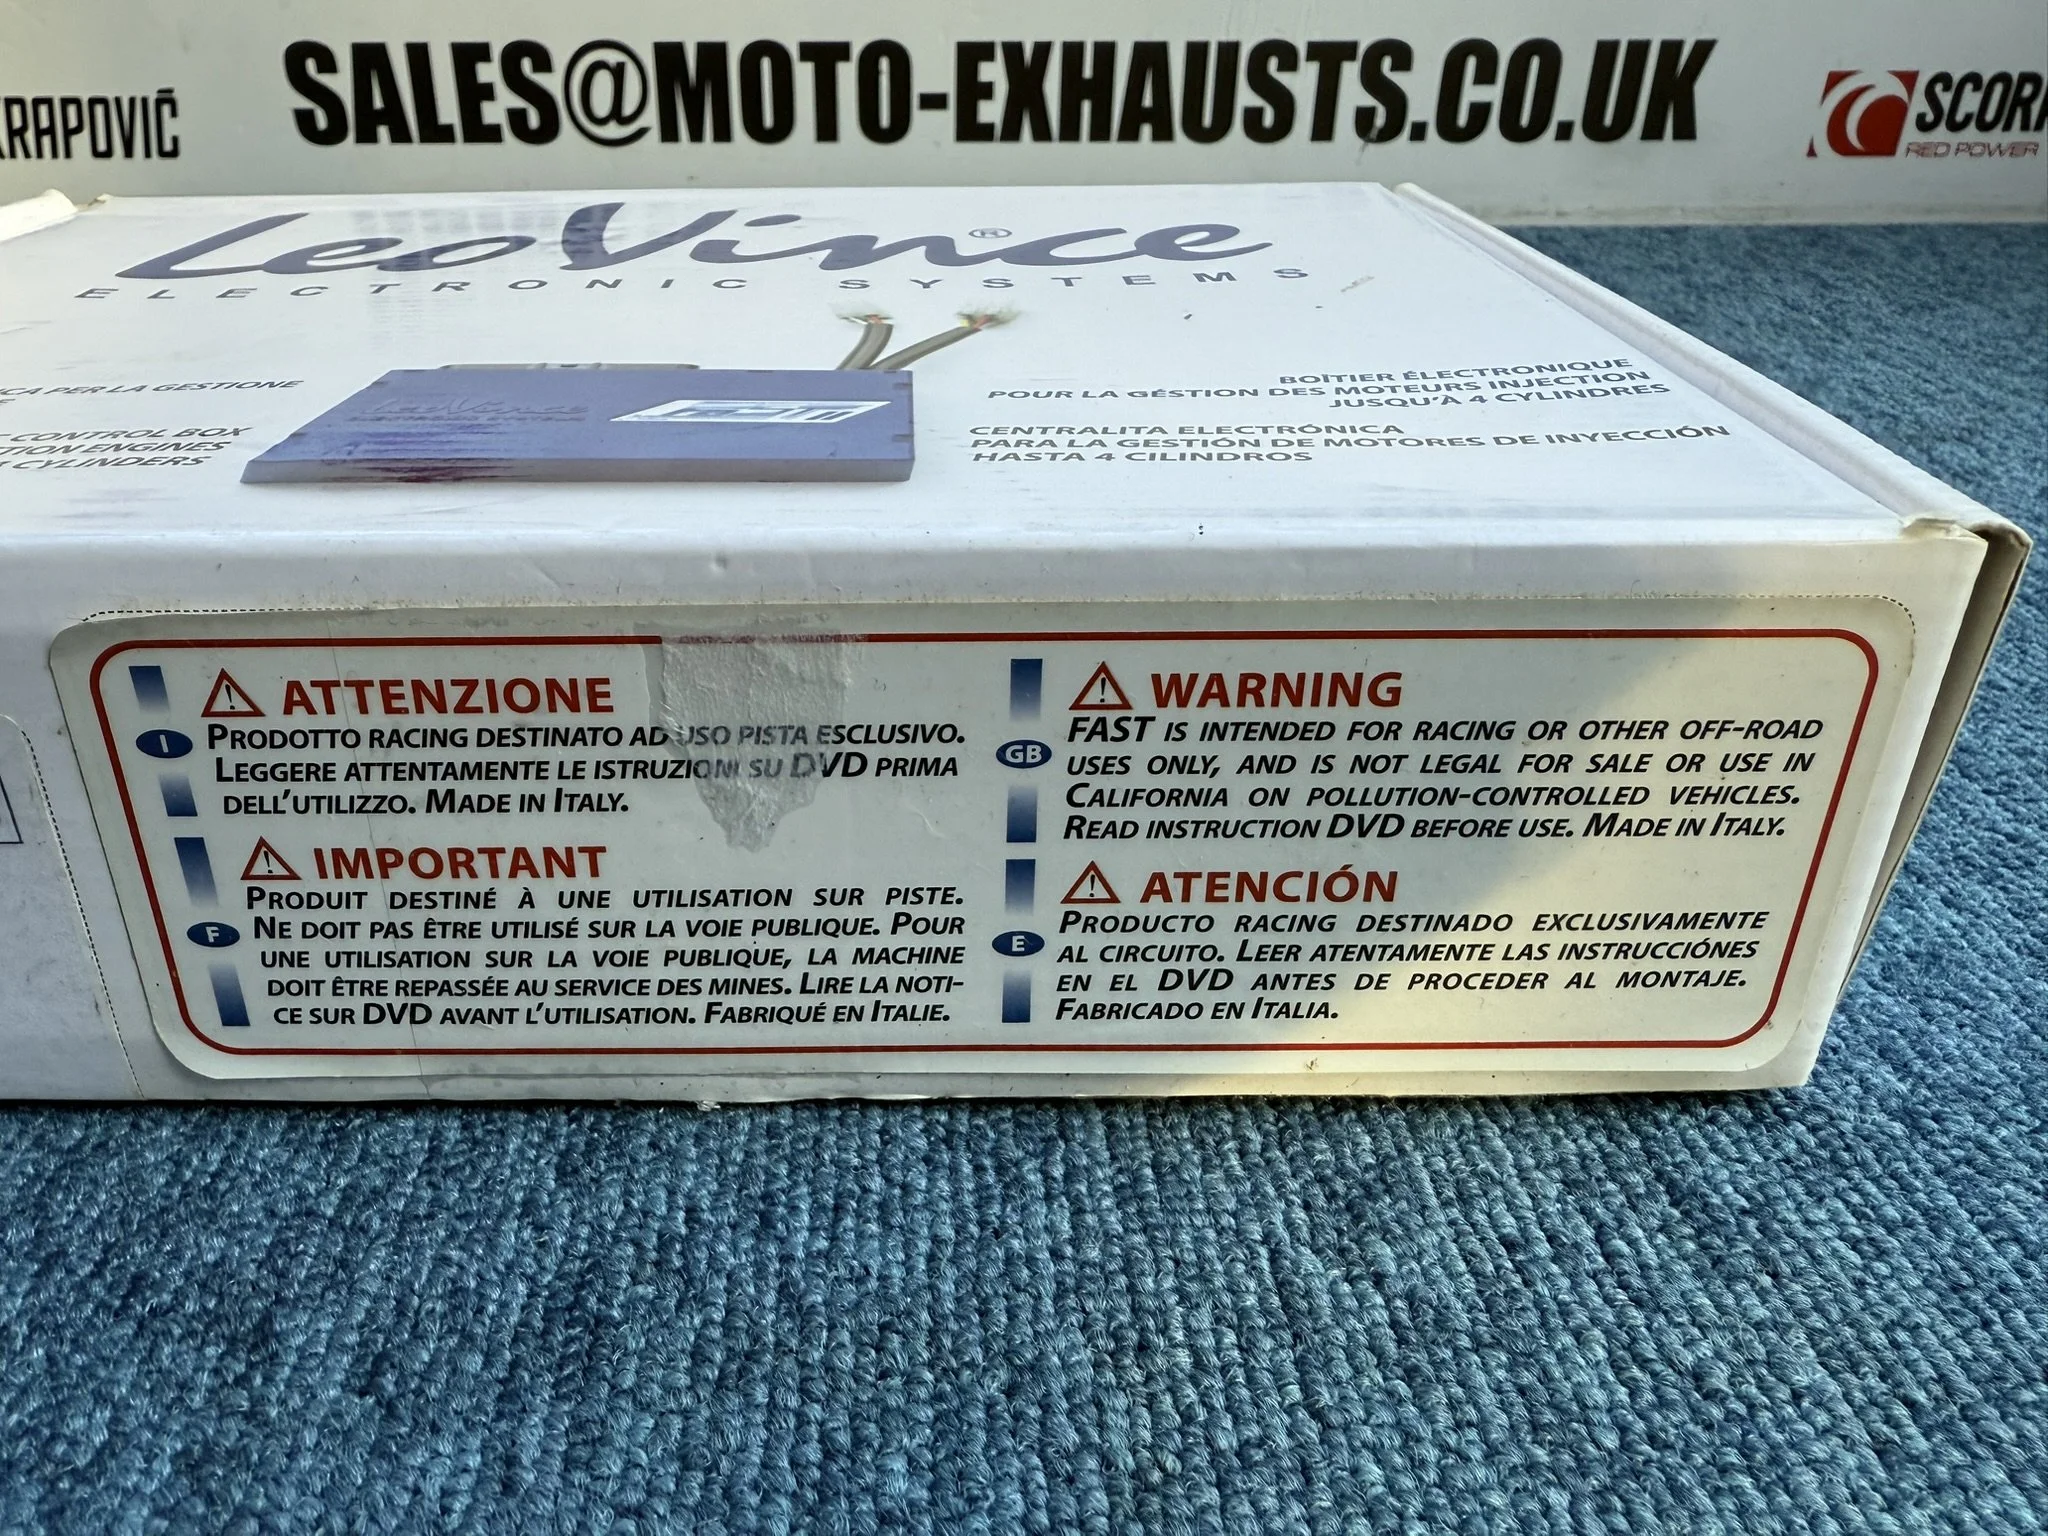 KRAPOVIČ
SALES@MOTO-EXHAUSTS.CO.UK
SCORP
RED POWER
LeoVince®
ELECTRONIC SYSTEMS
PER LA GESTIONE
CONTROL BOX
ENGINES
CYLINDERS
LeoVince
BOÎTIER ÉLECTRONIQUE
POUR LA GÉSTION DES MOTEURS INJECTION
JUSQU'À 4 CYLINDRES
CENTRALITA ELECTRÓNICA
PARA LA GESTIÓN DE MOTORES DE INYECCIÓN
HASTA 4 CILINDROS
ATTENZIONE
I
PRODOTTO RACING DESTINATO AD USO PISTA ESCLUSIVO.
LEGGERE ATTENTAMENTE LE ISTRUZIONI SU DVD PRIMA
DELL'UTILIZZO. MADE IN ITALY.
IMPORTANT
F
PRODUIT DESTINÉ À UNE UTILISATION SUR PISTE.
NE DOIT PAS ÊTRE UTILISÉ SUR LA VOIE PUBLIQUE. POUR
UNE UTILISATION SUR LA VOIE PUBLIQUE, LA MACHINE
DOIT ÊTRE REPASSÉE AU SERVICE DES MINES. LIRE LA NOTI-
CE SUR DVD AVANT L'UTILISATION. FABRIQUÉ EN ITALIE.
WARNING
GB
FAST IS INTENDED FOR RACING OR OTHER OFF-ROAD
USES ONLY, AND IS NOT LEGAL FOR SALE OR USE IN
CALIFORNIA ON POLLUTION-CONTROLLED VEHICLES.
READ INSTRUCTION DVD BEFORE USE. MADE IN ITALY.
ATENCIÓN
E
PRODUCTO RACING DESTINADO EXCLUSIVAMENTE
AL CIRCUITO. LEER ATENTAMENTE LAS INSTRUCCIÓNES
EN EL DVD ANTES DE PROCEDER AL MONTAJE.
FABRICADO EN ITALIA.